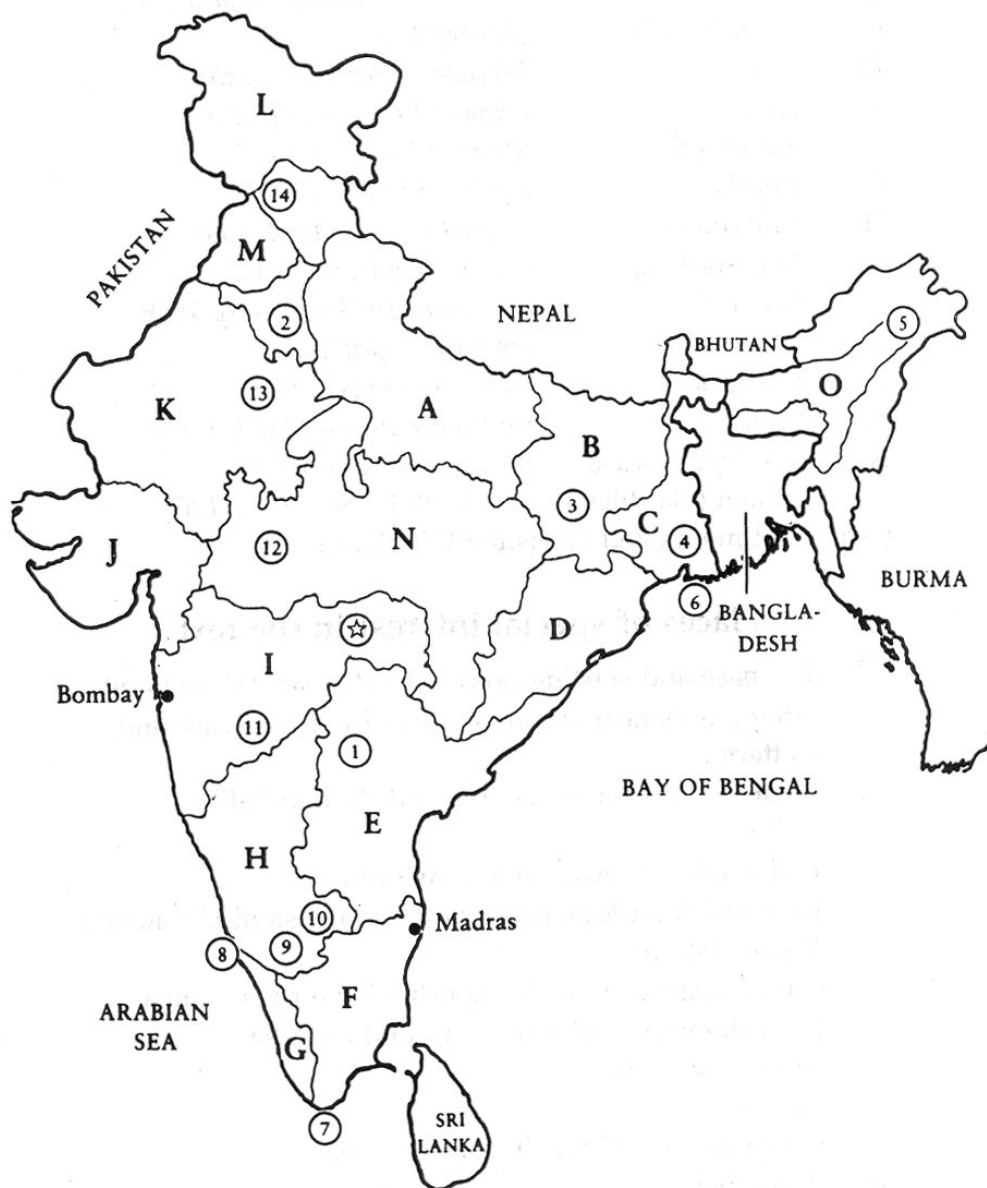 L
14
PAKISTAN
M
2
NEPAL
BHUTAN
5
K
13
A
O
B
3
C
4
J
12
N
BURMA
6
BANGLA-
DESH
D
I
Bombay
11
1
BAY OF BENGAL
E
H
10
Madras
9
8
F
ARABIAN
SEA
G
7
SRI
LANKA